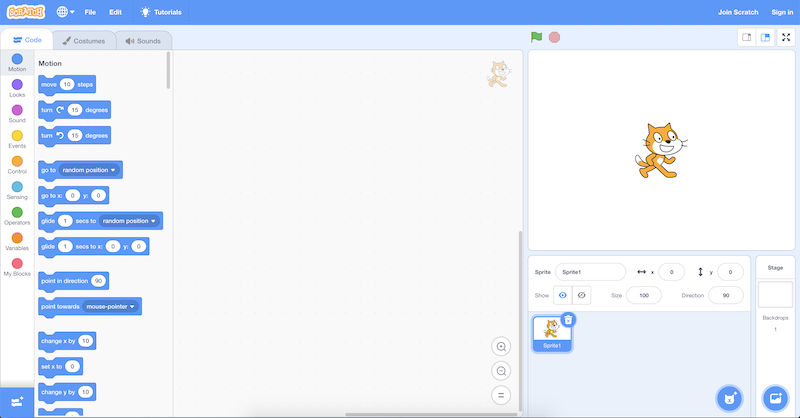 SCRATCH File Edit Tutorials Join Scratch Sign in
Code Costumes Sounds
Motion
Looks
Sound
Events
Control
Sensing
Operators
Variables
My Blocks
Motion
move 10 steps
turn 15 degrees
turn 15 degrees
go to random position
go to x: 0 y: 0
glide 1 secs to random position
glide 1 secs to x: 0 y: 0
point in direction 90
point towards mouse-pointer
change x by 10
set x to 0
change y by 10
Sprite Sprite1 x 0 y 0
Show Size 100 Direction 90
Sprite1
Stage
Backdrops
1